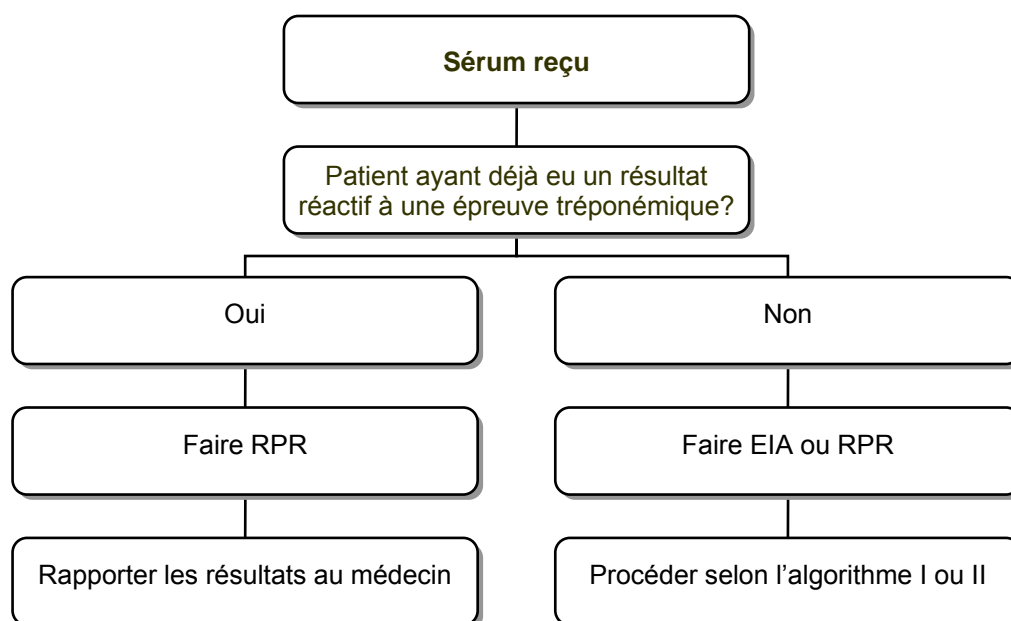 Sérum reçu
Patient ayant déjà eu un résultat
réactif à une épreuve tréponémique?
Oui
Non
Faire RPR
Faire EIA ou RPR
Rapporter les résultats au médecin
Procéder selon l’algorithme I ou II